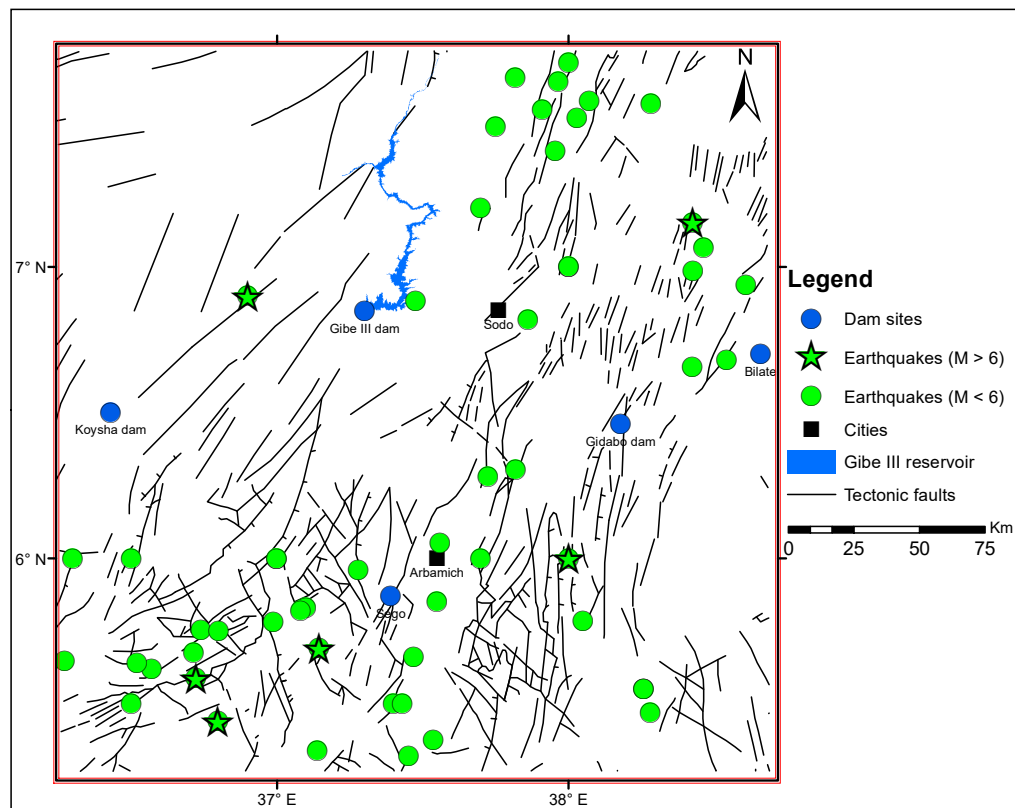 N
7° N
6° N
Gibe III dam
Sodo
Bilate
Koysha dam
Gidabo dam
Arbamich
Sego
37° E
38° E
Legend
Dam sites
Earthquakes (M > 6)
Earthquakes (M < 6)
Cities
Gibe III reservoir
Tectonic faults
Km
0 25 50 75